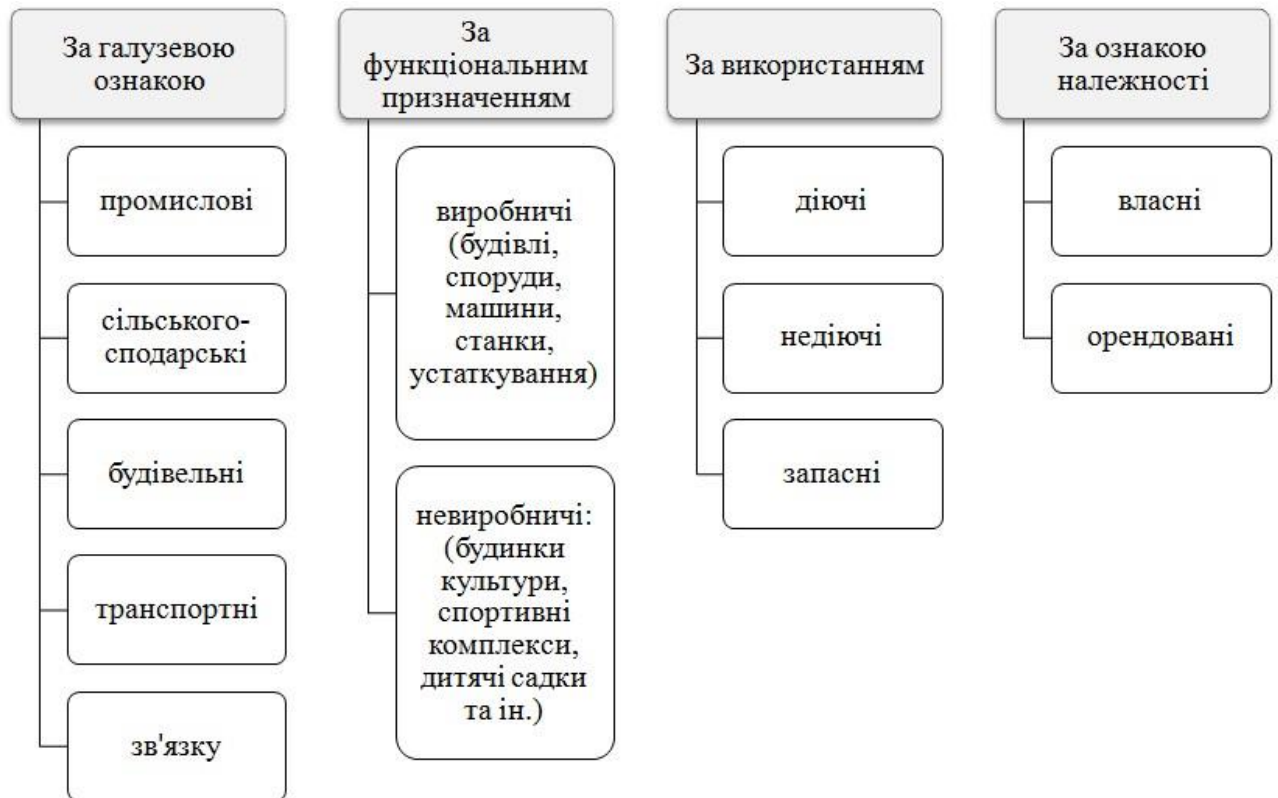 За галузевою
ознакою
промислові
сільського-
сподарські
будівельні
транспортні
зв'язку
За
функціональним
призначенням
виробничі
(будівлі,
споруди,
машини,
станки,
устаткування)
невиробничі:
(будинки
культури,
спортивні
комплекси,
дитячі садки
та ін.)
За використанням
діючі
недіючі
запасні
За ознакою
належності
власні
орендовані